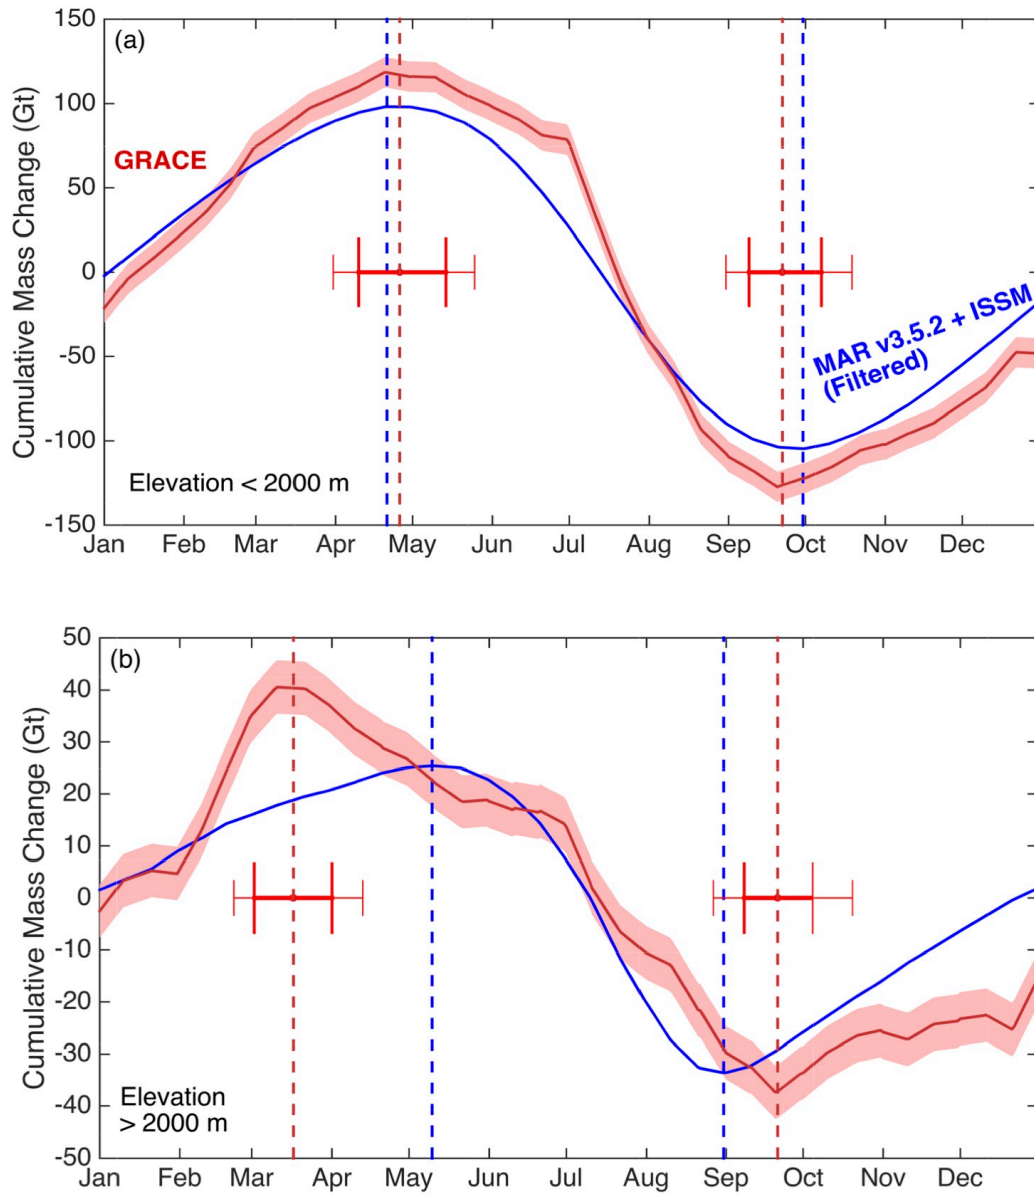 (a)
Cumulative Mass Change (Gt)
150
100
50
0
-50
-100
-150
GRACE
MAR v3.5.2 + ISSM
(Filtered)
Elevation < 2000 m
Jan Feb Mar Apr May Jun Jul Aug Sep Oct Nov Dec
(b)
Cumulative Mass Change (Gt)
50
40
30
20
10
0
-10
-20
-30
-40
-50
Elevation
> 2000 m
Jan Feb Mar Apr May Jun Jul Aug Sep Oct Nov Dec